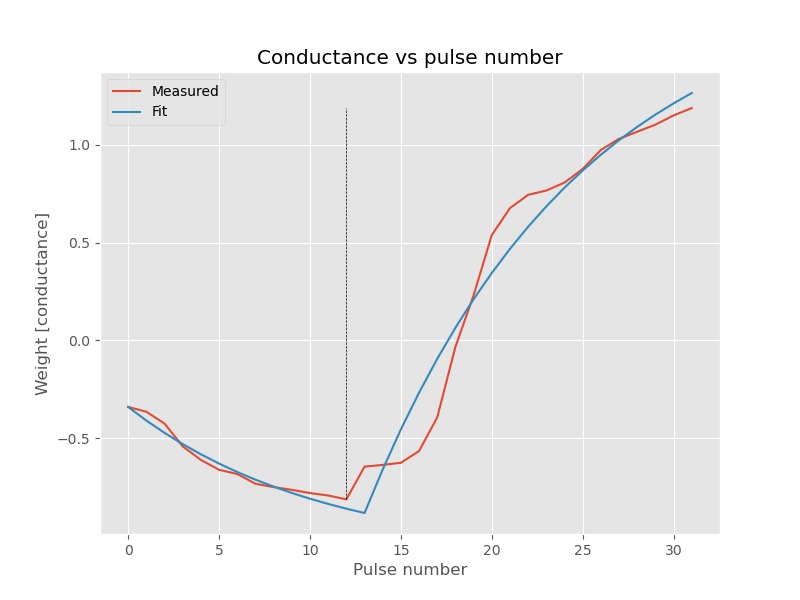 Conductance vs pulse number
Measured
Fit
Weight [conductance]
1.0
0.5
0.0
−0.5
0 5 10 15 20 25 30
Pulse number